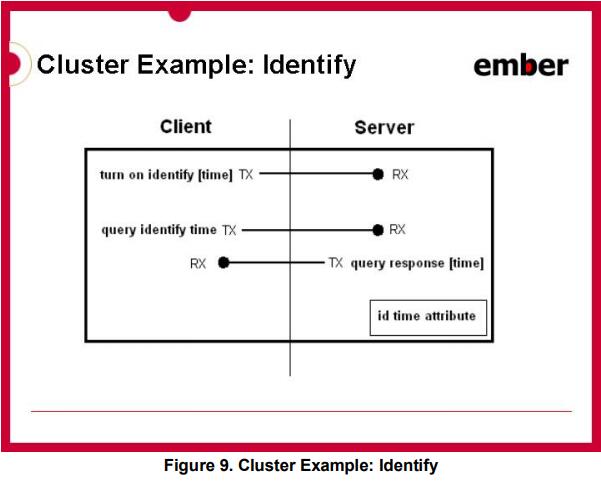 Cluster Example: Identify
ember
Client
Server
turn on identify [time] TX RX
query identify time TX RX
RX TX query response [time]
id time attribute
Figure 9. Cluster Example: Identify